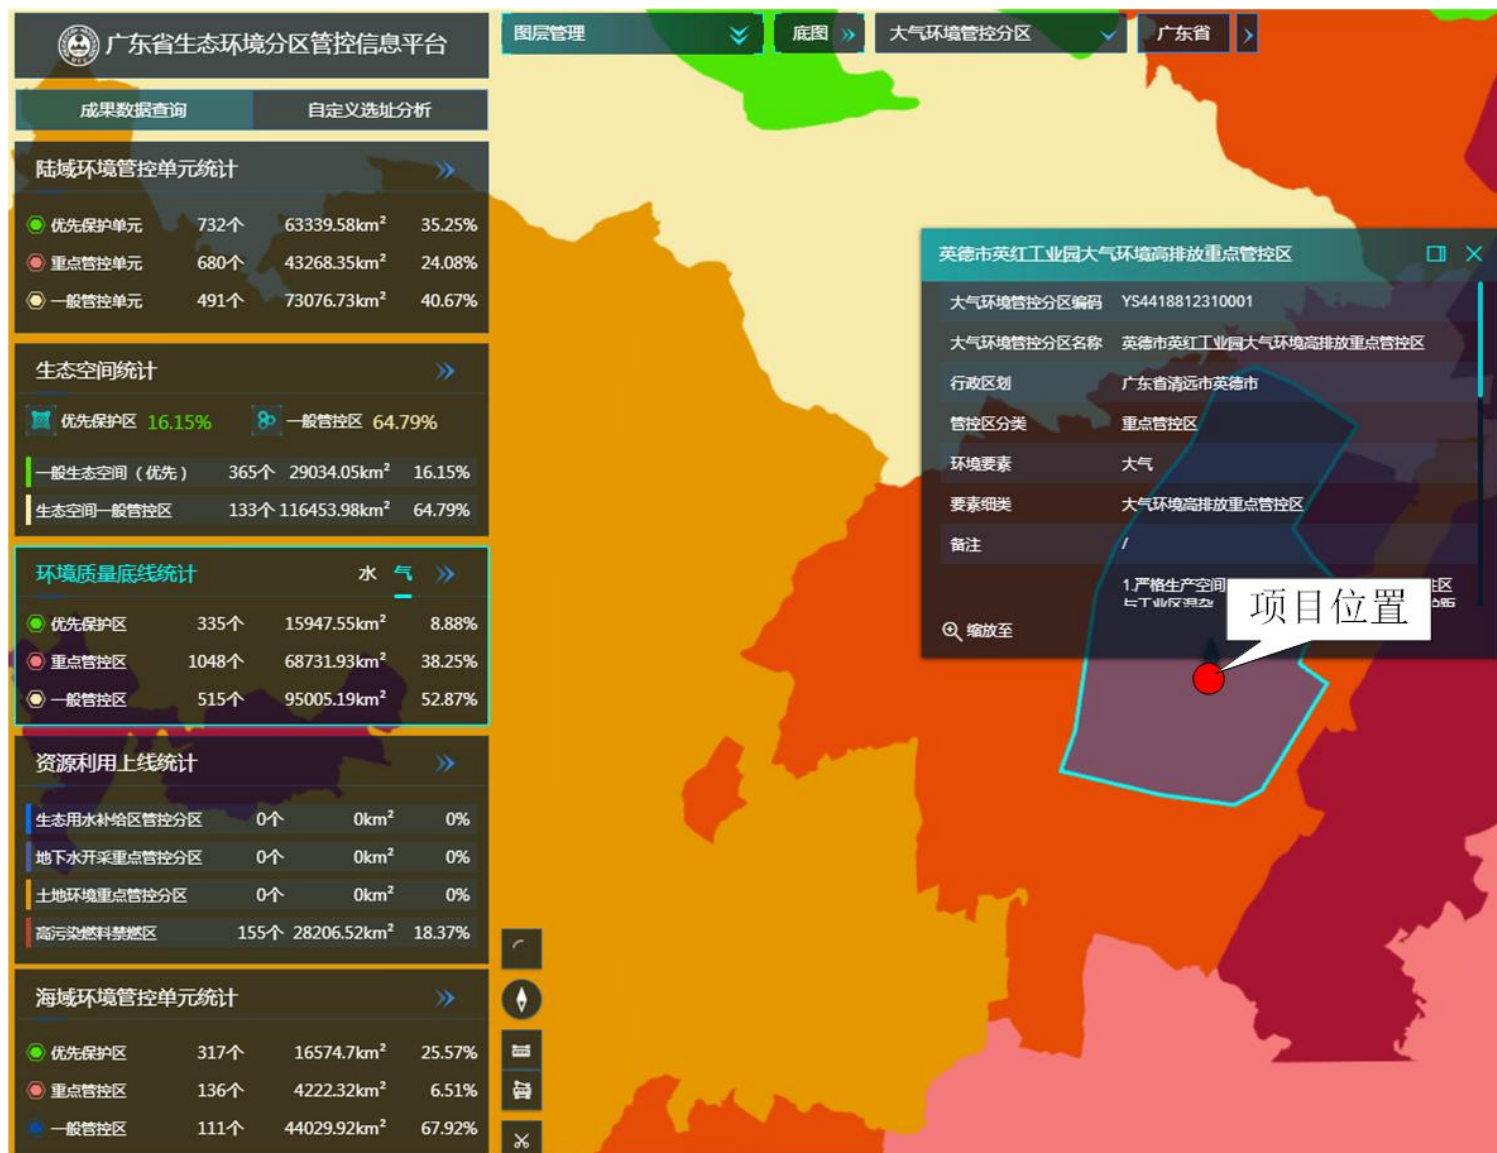 广东省生态环境分区管控信息平台
图层管理
底图
大气环境管控分区
广东省
成果数据查询 自定义选址分析
陆域环境管控单元统计
优先保护单元 732个 63339.58km² 35.25%
重点管控单元 680个 43268.35km² 24.08%
一般管控单元 491个 73076.73km² 40.67%
生态空间统计
优先保护区 16.15% 一般管控区 64.79%
一般生态空间（优先） 365个 29034.05km² 16.15%
生态空间一般管控区 133个 116453.98km² 64.79%
环境质量底线统计 水 气
优先保护区 335个 15947.55km² 8.88%
重点管控区 1048个 68731.93km² 38.25%
一般管控区 515个 95005.19km² 52.87%
资源利用上线统计
生态用水补给区管控分区 0个 0km² 0%
地下水开采重点管控分区 0个 0km² 0%
土地环境重点管控分区 0个 0km² 0%
高污染燃料禁燃区 155个 28206.52km² 18.37%
海域环境管控单元统计
优先保护区 317个 16574.7km² 25.57%
重点管控区 136个 4222.32km² 6.51%
一般管控区 111个 44029.92km² 67.92%
英德市英红工业园大气环境高排放重点管控区
大气环境管控分区编码 YS4418812310001
大气环境管控分区名称 英德市英红工业园大气环境高排放重点管控区
行政区划 广东省清远市英德市
管控区分类 重点管控区
环境要素 大气
要素细类 大气环境高排放重点管控区
备注 /
1.严格生产空间
与工业区混杂
缩放至
项目位置